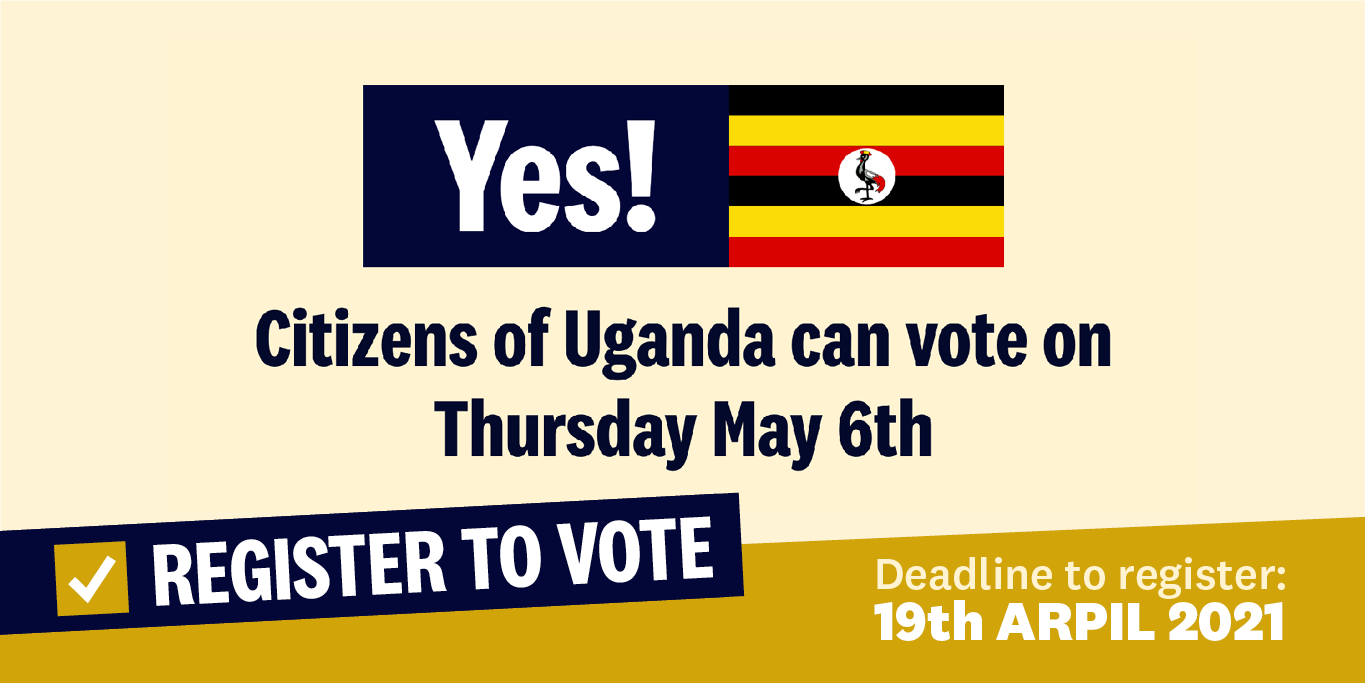 Yes!
Citizens of Uganda can vote on
Thursday May 6th
REGISTER TO VOTE
Deadline to register:
19th ARPIL 2021